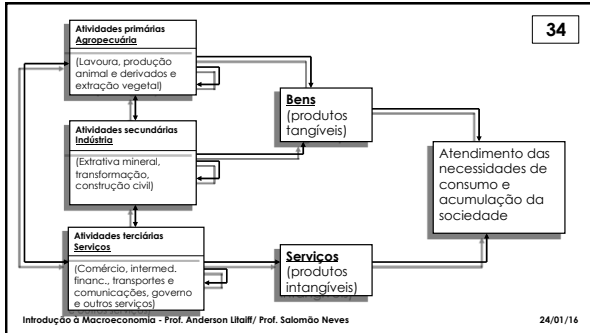 34
Atividades primárias
Agropecuária
(Lavoura, produção
animal e derivados e
extração vegetal)
Atividades secundárias
Indústria
(Extrativa mineral,
transformação,
construção civil)
Atividades terciárias
Serviços
(Comércio, intermed.
financ., transportes e
comunicações, governo
e outros serviços)
Bens
(produtos
tangíveis)
Serviços
(produtos
intangíveis)
Atendimento das
necessidades de
consumo e
acumulação da
sociedade
Introdução à Macroeconomia - Prof. Anderson Litaiff/ Prof. Salomão Neves
24/01/16